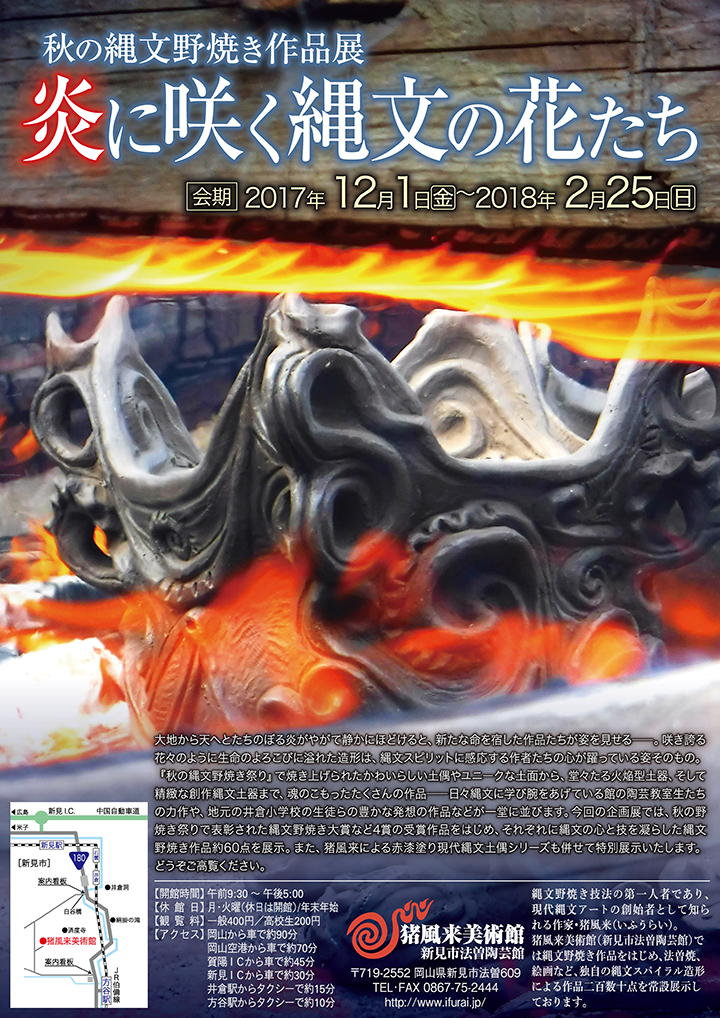 秋の縄文野焼き作品展
炎に咲く縄文の花たち
会期 2017年 12月1日金～2018年 2月25日日
大地から天へとたちのぼる炎がやがて静かにほどけると、新たな命を宿した作品たちが姿を見せる――。咲き誇る
花々のように生命のよろこびに溢れた造形は、縄文スピリットに感応する作者たちの心が躍っている姿そのもの。
『秋の縄文野焼き祭り』で焼き上げられたかわいらしい土偶やユニークな土面から、堂々たる火焔型土器、そして
精緻な創作縄文土器まで、魂のこもったたくさんの作品――日々縄文に学び腕をあげている館の陶芸教室生たち
の力作や、地元の井倉小学校の生徒らの豊かな発想の作品などが一堂に並びます。今回の企画展では、秋の野
焼き祭りで表彰された縄文野焼き大賞など4賞の受賞作品をはじめ、それぞれに縄文の心と技を凝らした縄文
野焼き作品約60点を展示。また、猪風来による赤漆塗り現代縄文土偶シリーズも併せて特別展示いたします。
どうぞご高覧ください。
◀広島 新見I.C. 中国自動車道
◀米子
新見駅
［新見市］
180
案内看板
井倉駅
●井倉洞
白谷橋
●絹掛の滝
●済度寺
●猪風来美術館
案内看板
JR伯備線
方谷駅
【開館時間】午前9:30 ～ 午後5:00
【休 館 日】月・火曜(休日は開館)/年末年始
【観 覧 料】一般400円／高校生200円
【アクセス】岡山から車で約90分
岡山空港から車で約70分
賀陽ICから車で約45分
新見ICから車で約30分
井倉駅からタクシーで約15分
方谷駅からタクシーで約10分
猪風来美術館
新見市法曽陶芸館
〒719-2552 岡山県新見市法曽609
TEL・FAX 0867-75-2444
http://www.ifurai.jp/
縄文野焼き技法の第一人者であり、
現代縄文アートの創始者として知ら
れる作家・猪風来(いふうらい)。
猪風来美術館(新見市法曽陶芸館)で
は縄文野焼き作品をはじめ、法曽焼、
絵画など、独自の縄文スパイラル造形
による作品二百数十点を常設展示し
ております。